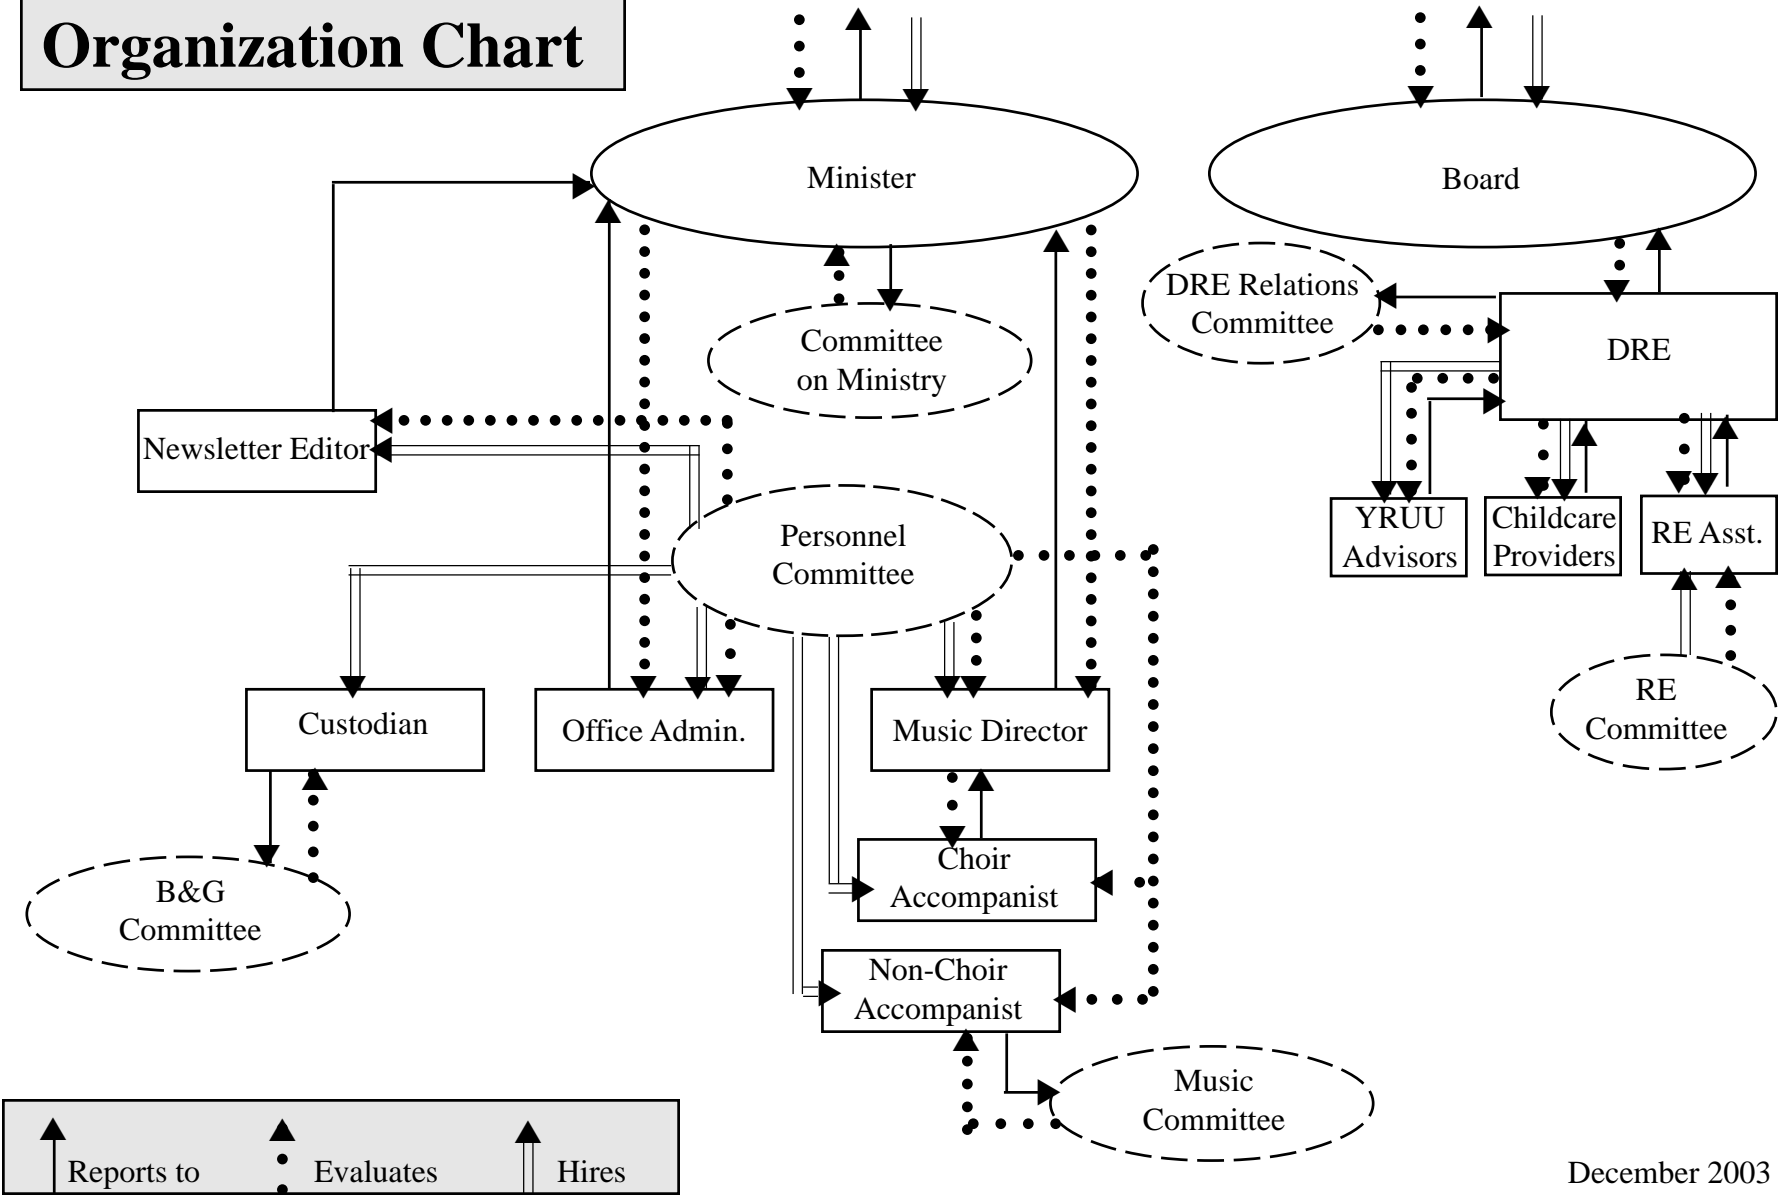 Organization Chart
Minister
Board
DRE Relations
Committee
DRE
Committee
on Ministry
Newsletter Editor
Personnel
Committee
YRUU
Advisors
Childcare
Providers
RE Asst.
RE
Committee
Custodian
Office Admin.
Music Director
Choir
Accompanist
B&G
Committee
Non-Choir
Accompanist
Music
Committee
Reports to
Evaluates
Hires
December 2003